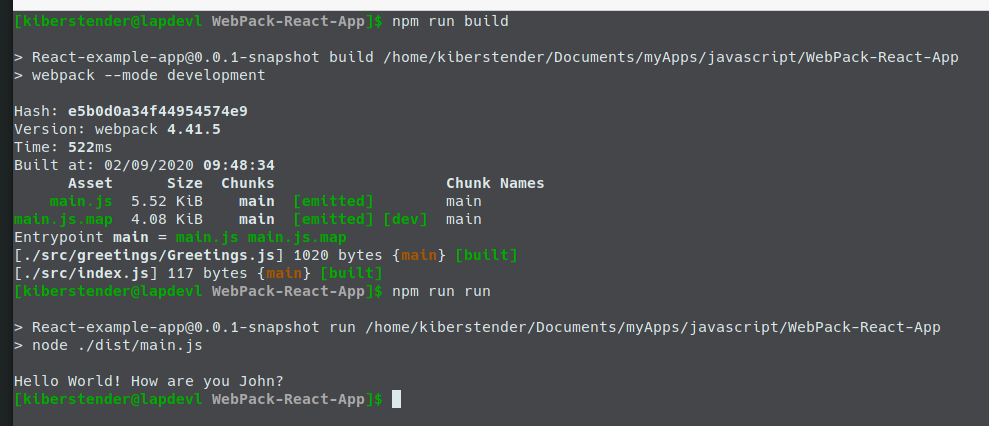 [kiberstender@lapdevl WebPack-React-App]$ npm run build
> React-example-app@0.0.1-snapshot build /home/kiberstender/Documents/myApps/javascript/WebPack-React-App
> webpack --mode development
Hash: e5b0d0a34f44954574e9
Version: webpack 4.41.5
Time: 522ms
Built at: 02/09/2020 09:48:34
Asset Size Chunks Chunk Names
main.js 5.52 KiB main [emitted] main
main.js.map 4.08 KiB main [emitted] [dev] main
Entrypoint main = main.js main.js.map
[./src/greetings/Greetings.js] 1020 bytes {main} [built]
[./src/index.js] 117 bytes {main} [built]
[kiberstender@lapdevl WebPack-React-App]$ npm run run
> React-example-app@0.0.1-snapshot run /home/kiberstender/Documents/myApps/javascript/WebPack-React-App
> node ./dist/main.js
Hello World! How are you John?
[kiberstender@lapdevl WebPack-React-App]$